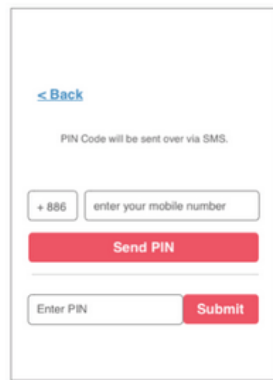 < Back
PIN Code will be sent over via SMS.
+ 886 enter your mobile number
Send PIN
Enter PIN Submit